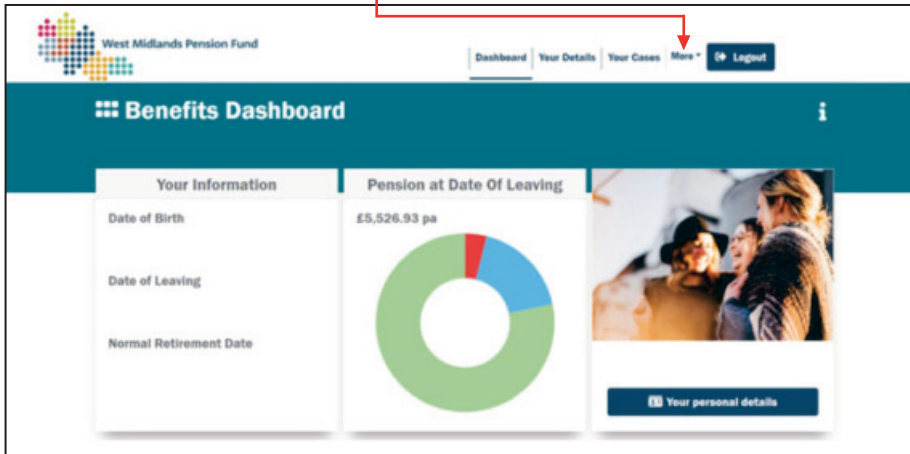 West Midlands Pension Fund
Dashboard Your Details Your Cases More Logout
Benefits Dashboard
i
Your Information
Pension at Date Of Leaving
Date of Birth
£5,526.93 pa
Date of Leaving
Normal Retirement Date
Your personal details